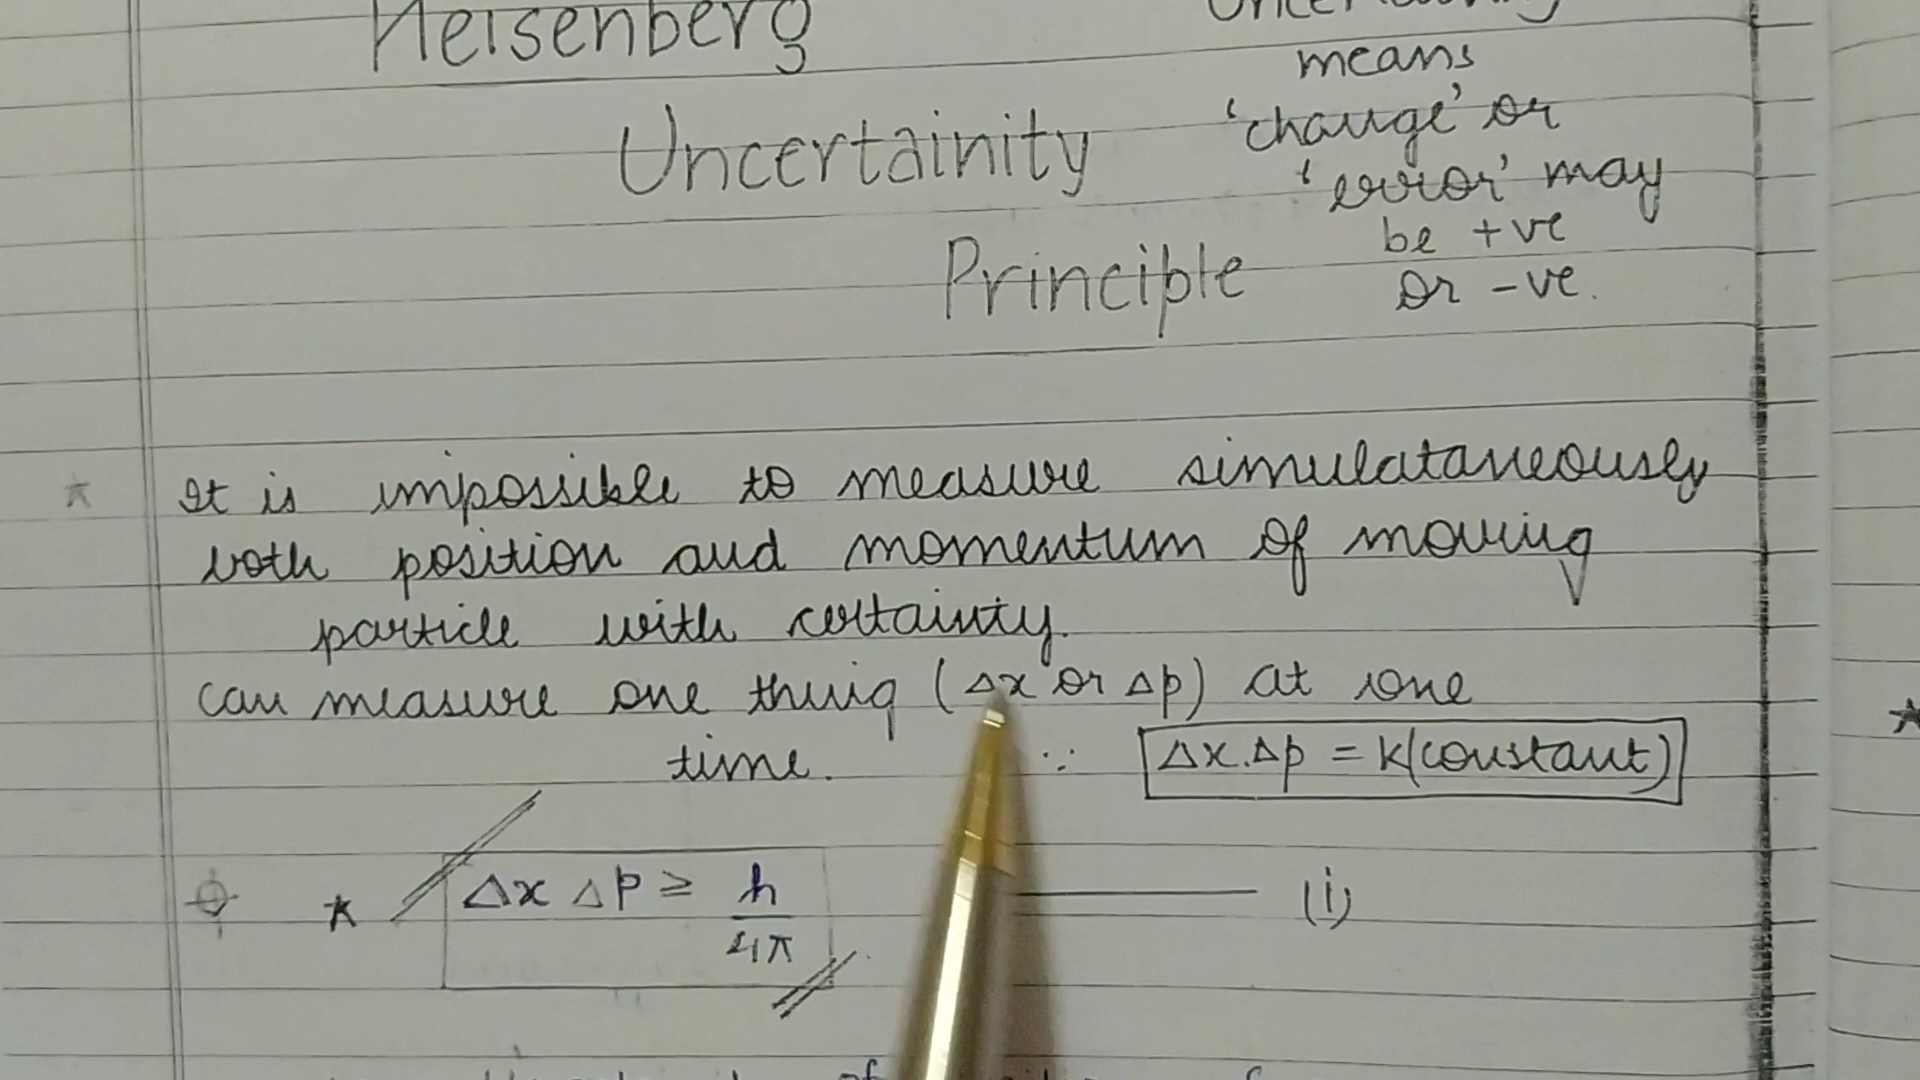 Heisenberg
Uncertainity
Principle
Uncertainity
means
'change' or
'error' may
be +ve
or -ve.
It is impossible to measure simulataneously
both position and momentum of moving
particle with certainty.
can measure one thing (Δx or Δp) at one
time. ∵ Δx.Δp = K(constant)
Δx Δp ≥ h/4π (i)
of